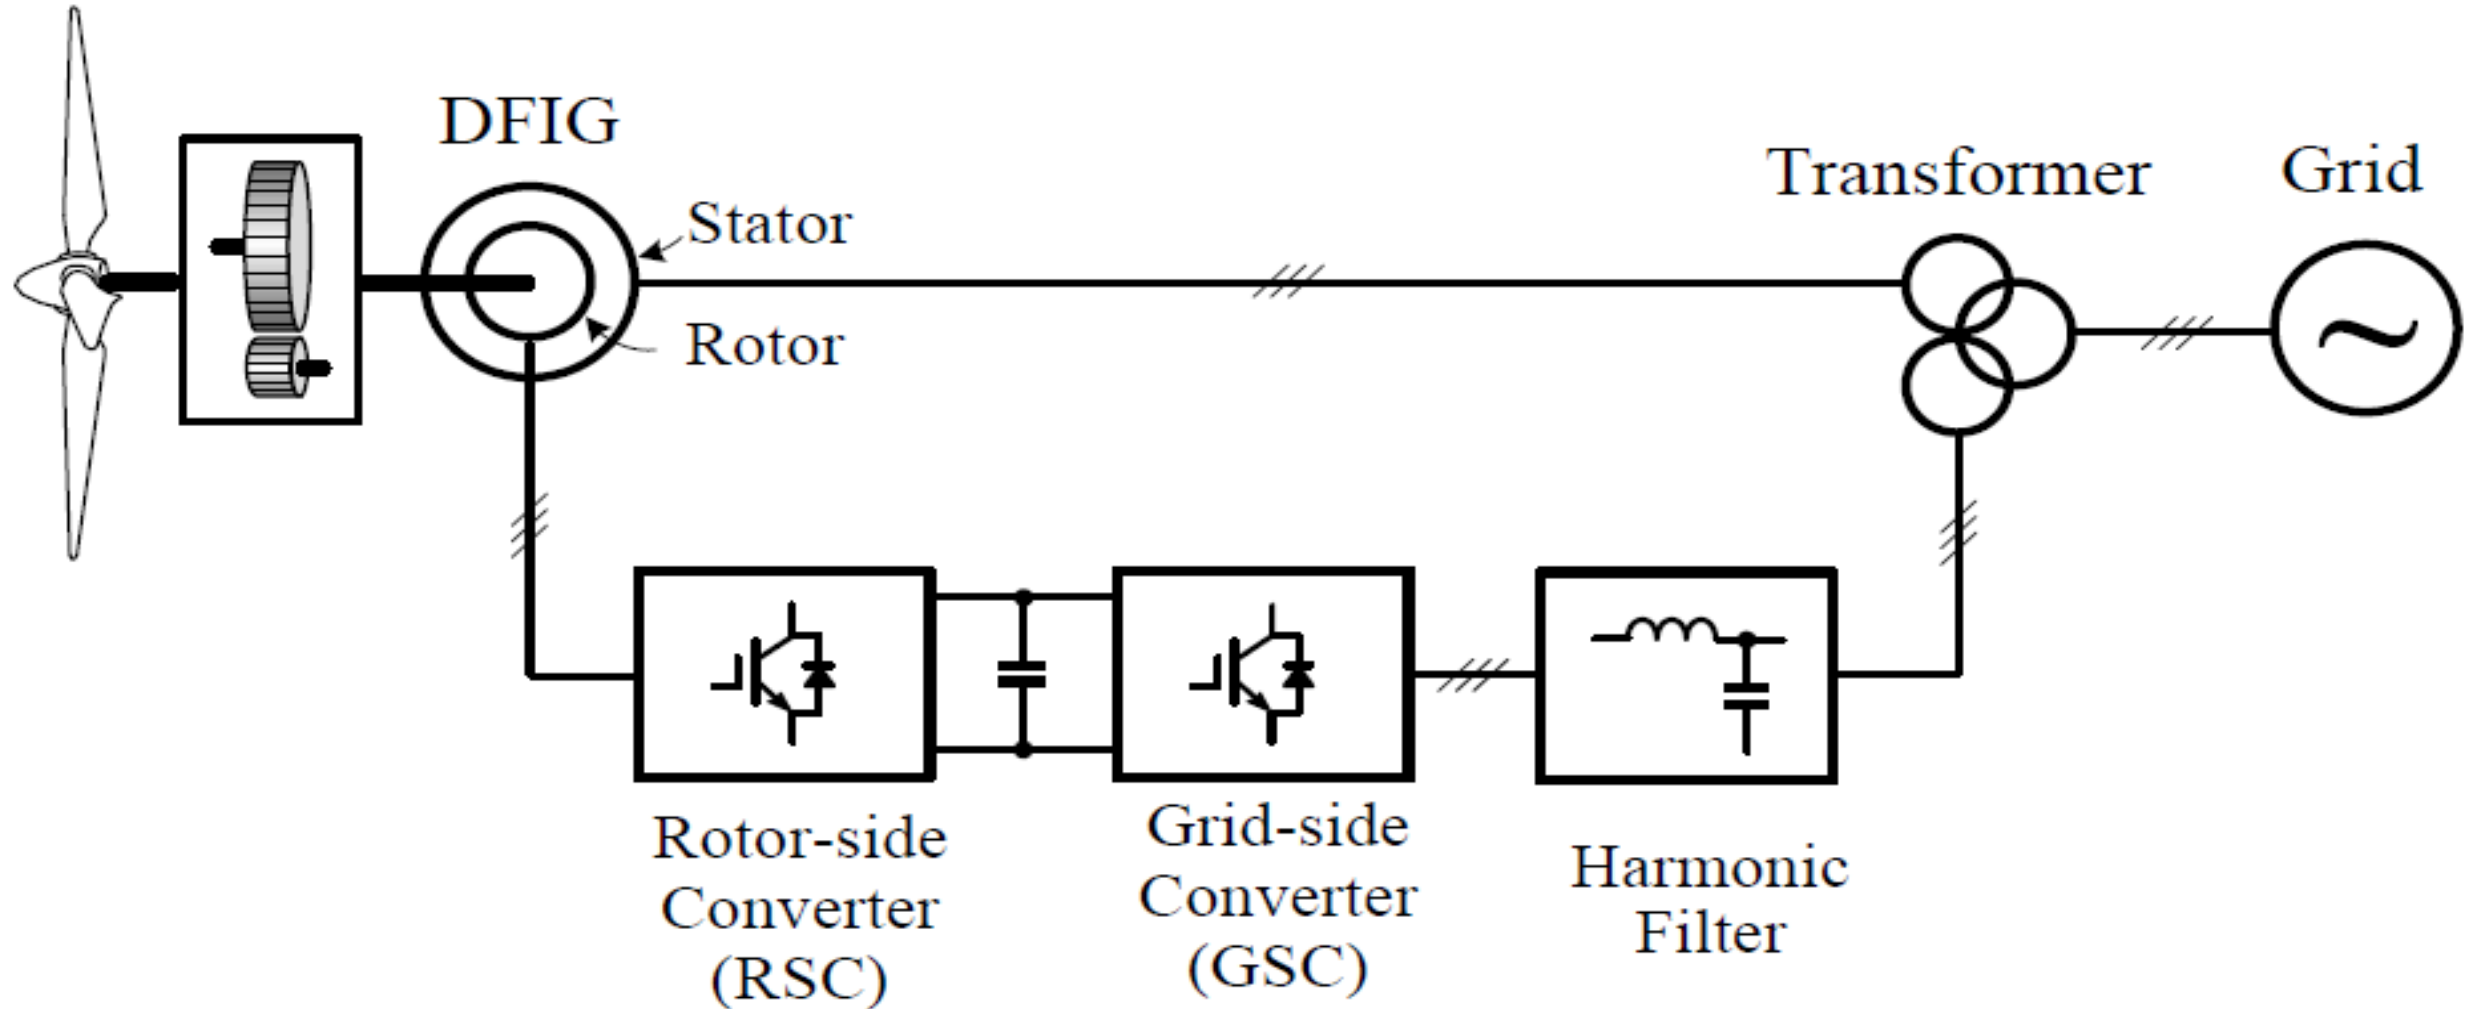 DFIG
Stator
Rotor
Transformer
Grid
Rotor-side
Converter
(RSC)
Grid-side
Converter
(GSC)
Harmonic
Filter